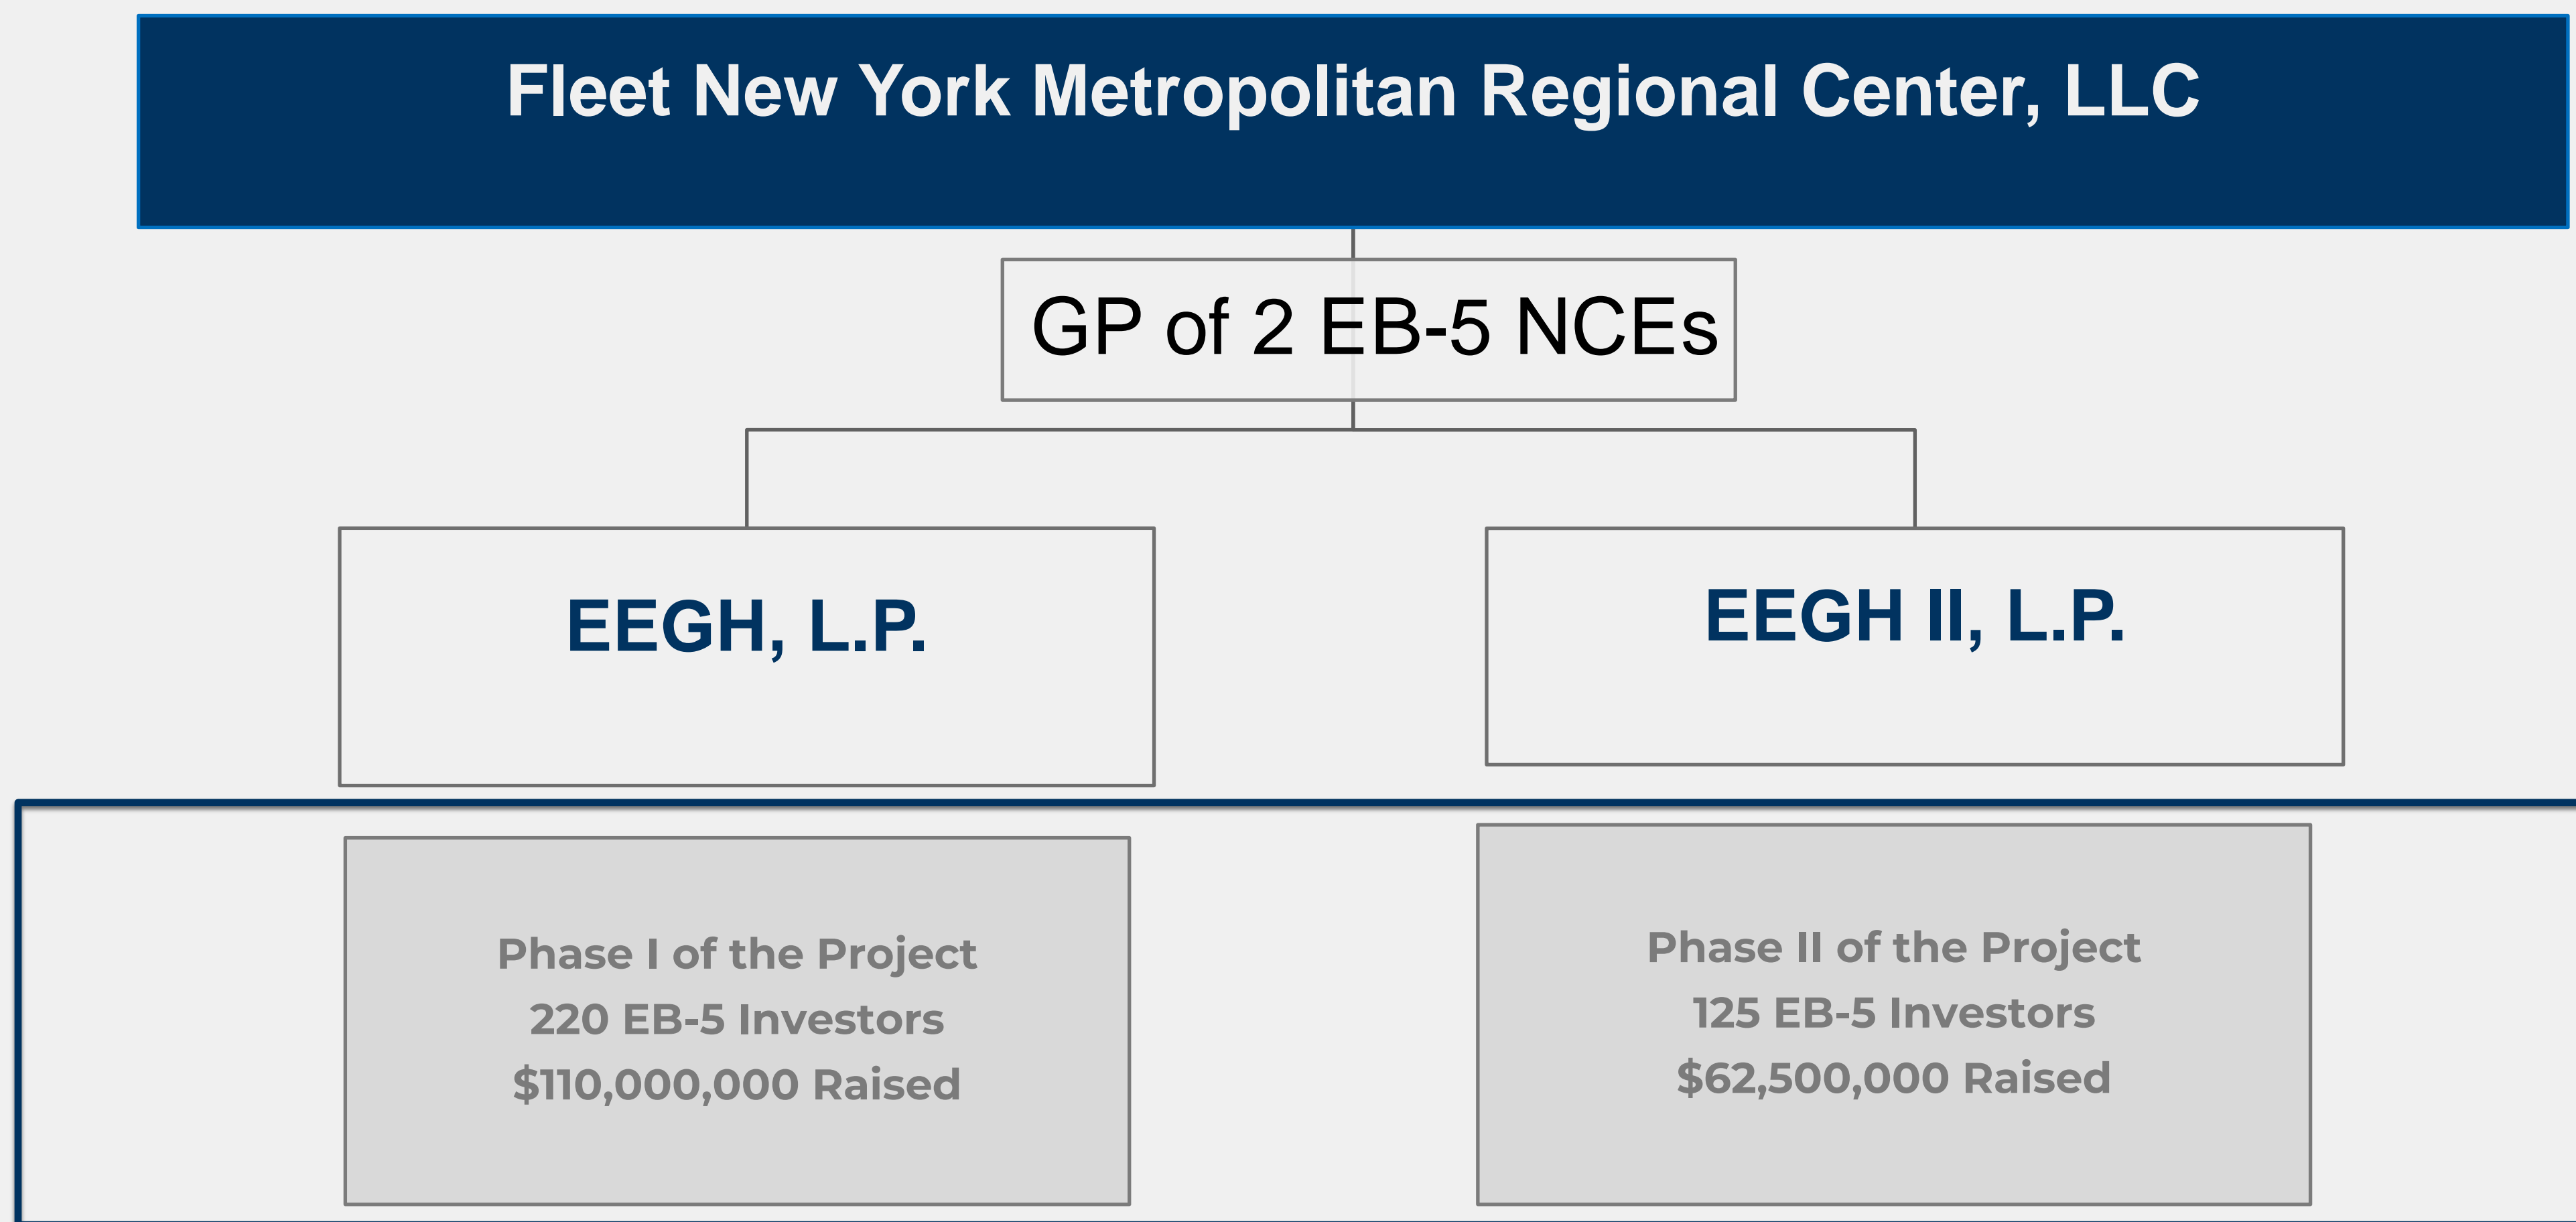 Fleet New York Metropolitan Regional Center, LLC
GP of 2 EB-5 NCEs
EEGH, L.P.
EEGH II, L.P.
Phase I of the Project
220 EB-5 Investors
$110,000,000 Raised
Phase II of the Project
125 EB-5 Investors
$62,500,000 Raised